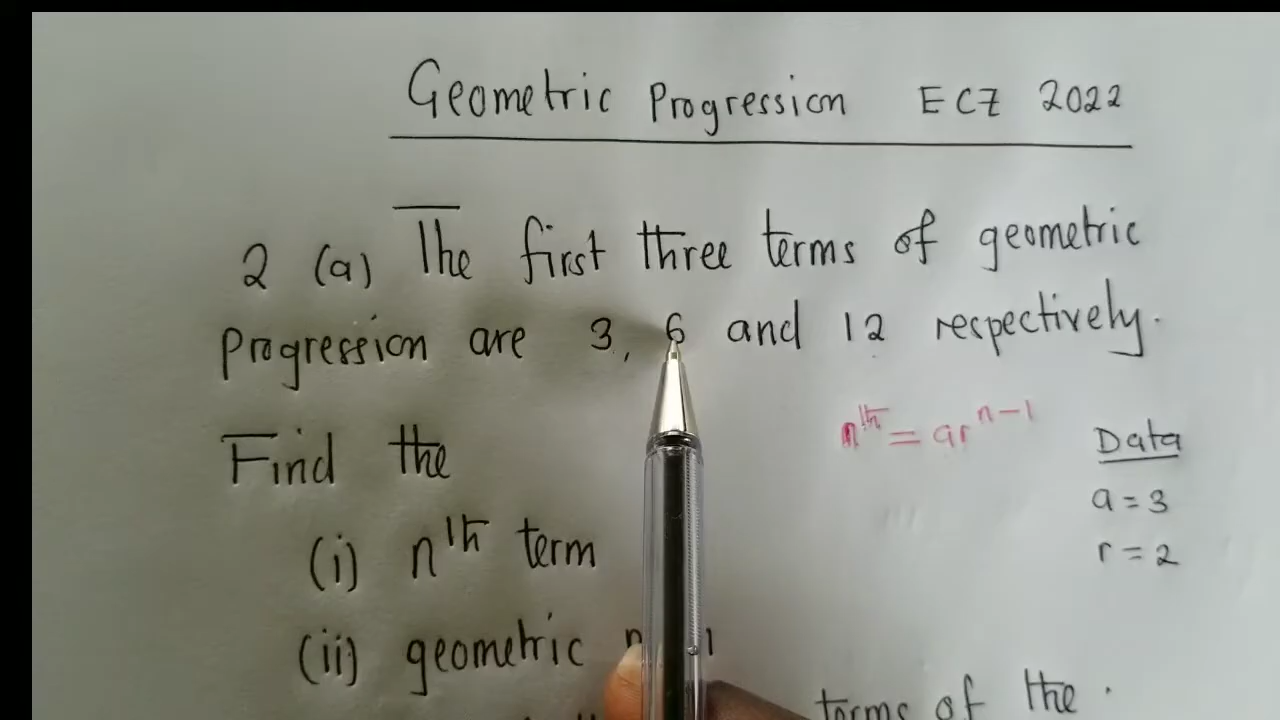 Geometric Progression ECZ 2022
2 (a) The first three terms of geometric
Progression are 3, 6 and 12 respectively.
Find the
nth = ar^n-1
Data
a = 3
r = 2
(i) nth term
(ii) geometric
terms of the